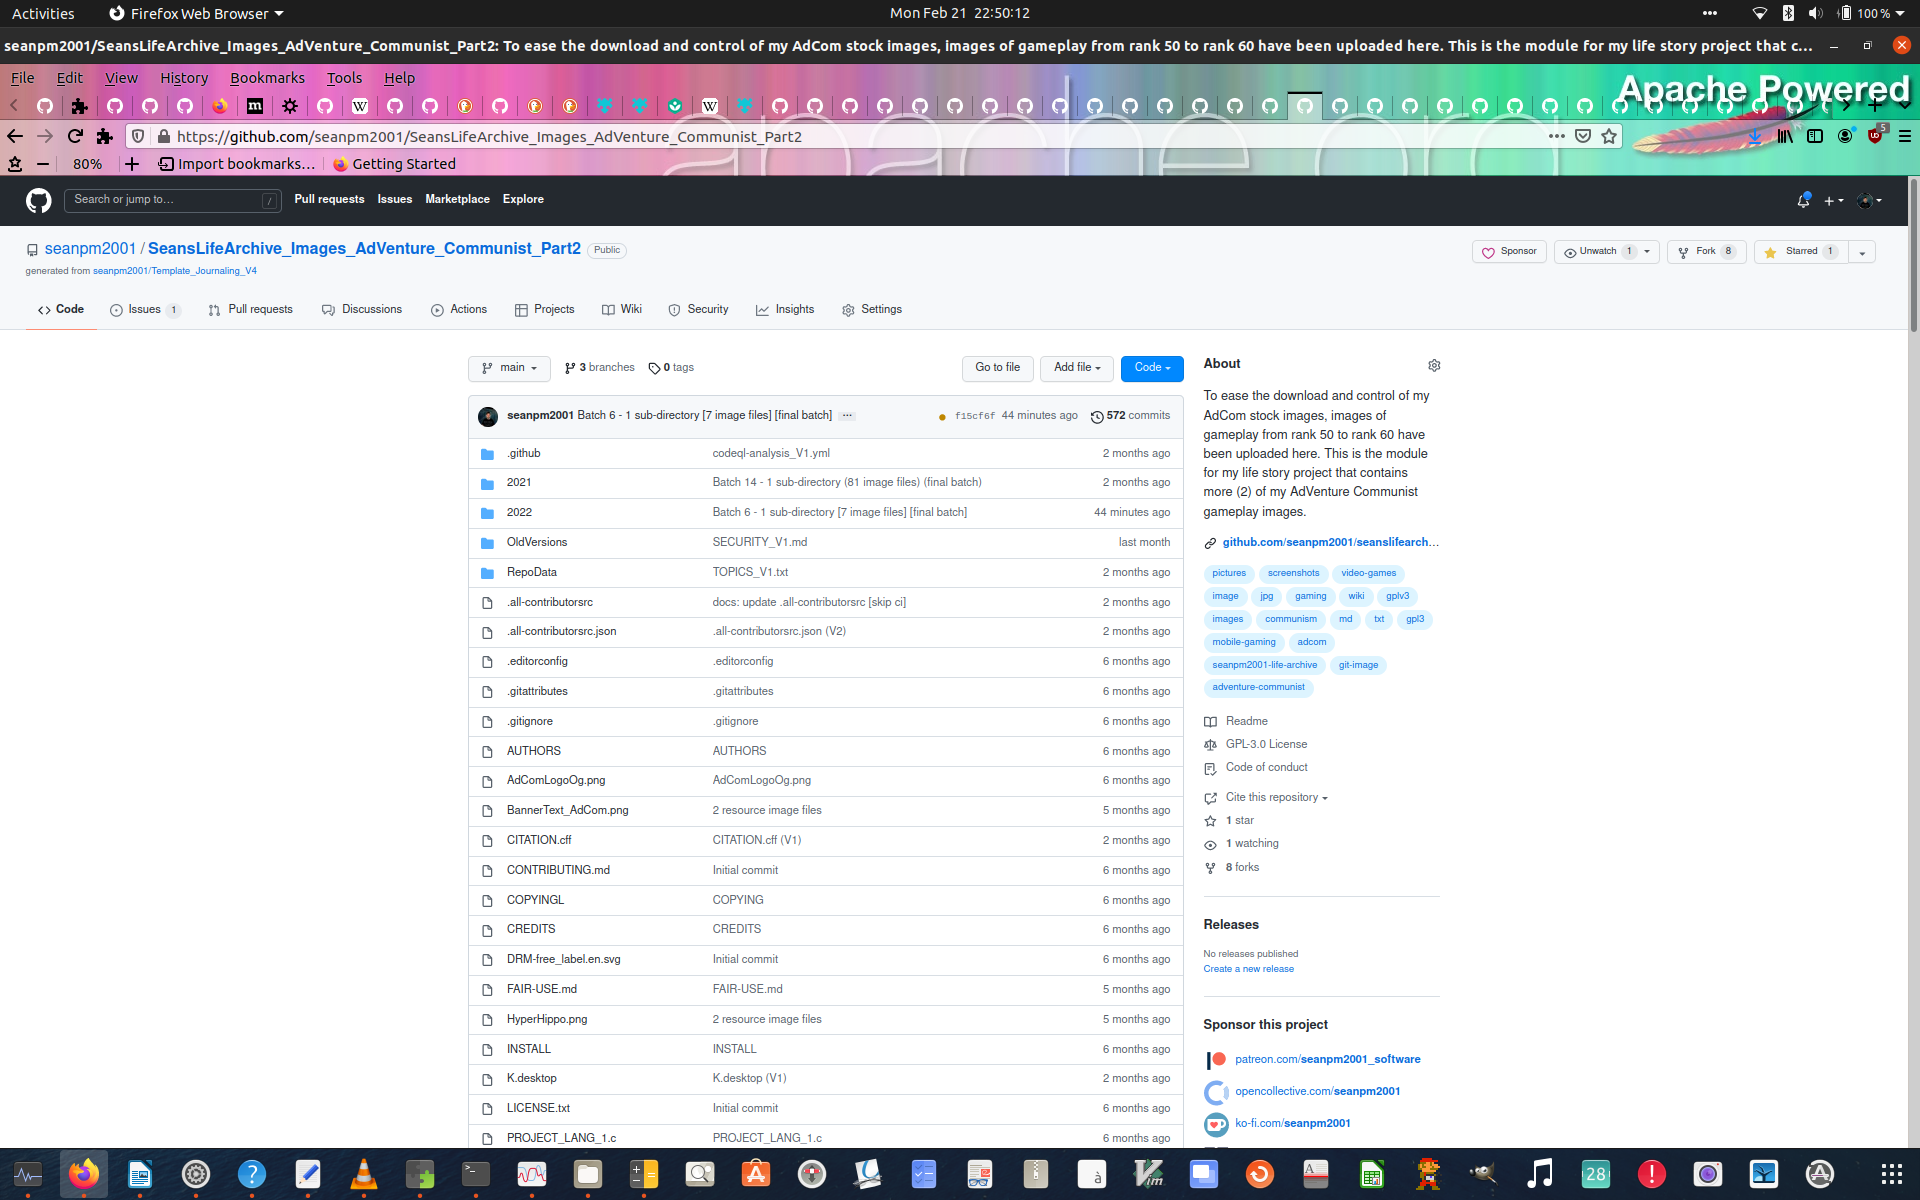 Activities
Firefox Web Browser
Mon Feb 21 22:50:12
100 %
seanpm2001/SeansLifeArchive_Images_AdVenture_Communist_Part2: To ease the download and control of my AdCom stock images, images of gameplay from rank 50 to rank 60 have been uploaded here. This is the module for my life story project that c...
File Edit View History Bookmarks Tools Help
Apache Powered
https://github.com/seanpm2001/SeansLifeArchive_Images_AdVenture_Communist_Part2
5
80%
Import bookmarks...
Getting Started
Search or jump to...
/
Pull requests
Issues
Marketplace
Explore
seanpm2001 / SeansLifeArchive_Images_AdVenture_Communist_Part2
Public
generated from seanpm2001/Template_Journaling_V4
Sponsor
Unwatch 1
Fork 8
Starred 1
Code
Issues 1
Pull requests
Discussions
Actions
Projects
Wiki
Security
Insights
Settings
main
3 branches
0 tags
Go to file
Add file
Code
seanpm2001 Batch 6 - 1 sub-directory [7 image files] [final batch]
f15cf6f 44 minutes ago
572 commits
.github codeql-analysis_V1.yml 2 months ago
2021 Batch 14 - 1 sub-directory (81 image files) (final batch) 2 months ago
2022 Batch 6 - 1 sub-directory [7 image files] [final batch] 44 minutes ago
OldVersions SECURITY_V1.md last month
RepoData TOPICS_V1.txt 2 months ago
.all-contributorsrc docs: update .all-contributorsrc [skip ci] 2 months ago
.all-contributorsrc.json .all-contributorsrc.json (V2) 2 months ago
.editorconfig .editorconfig 6 months ago
.gitattributes .gitattributes 6 months ago
.gitignore .gitignore 6 months ago
AUTHORS AUTHORS 6 months ago
AdComLogoOg.png AdComLogoOg.png 6 months ago
BannerText_AdCom.png 2 resource image files 5 months ago
CITATION.cff CITATION.cff (V1) 2 months ago
CONTRIBUTING.md Initial commit 6 months ago
COPYINGL COPYING 6 months ago
CREDITS CREDITS 6 months ago
DRM-free_label.en.svg Initial commit 6 months ago
FAIR-USE.md FAIR-USE.md 5 months ago
HyperHippo.png 2 resource image files 5 months ago
INSTALL INSTALL 6 months ago
K.desktop K.desktop (V1) 2 months ago
LICENSE.txt Initial commit 6 months ago
PROJECT_LANG_1.c PROJECT_LANG_1.c 6 months ago
About
To ease the download and control of my
AdCom stock images, images of
gameplay from rank 50 to rank 60 have
been uploaded here. This is the module
for my life story project that contains
more (2) of my AdVenture Communist
gameplay images.
github.com/seanpm2001/seanslifearch...
pictures screenshots video-games
image jpg gaming wiki gplv3
images communism md txt gpl3
mobile-gaming adcom
seanpm2001-life-archive git-image
adventure-communist
Readme
GPL-3.0 License
Code of conduct
Cite this repository
1 star
1 watching
8 forks
Releases
No releases published
Create a new release
Sponsor this project
patreon.com/seanpm2001_software
opencollective.com/seanpm2001
ko-fi.com/seanpm2001
28